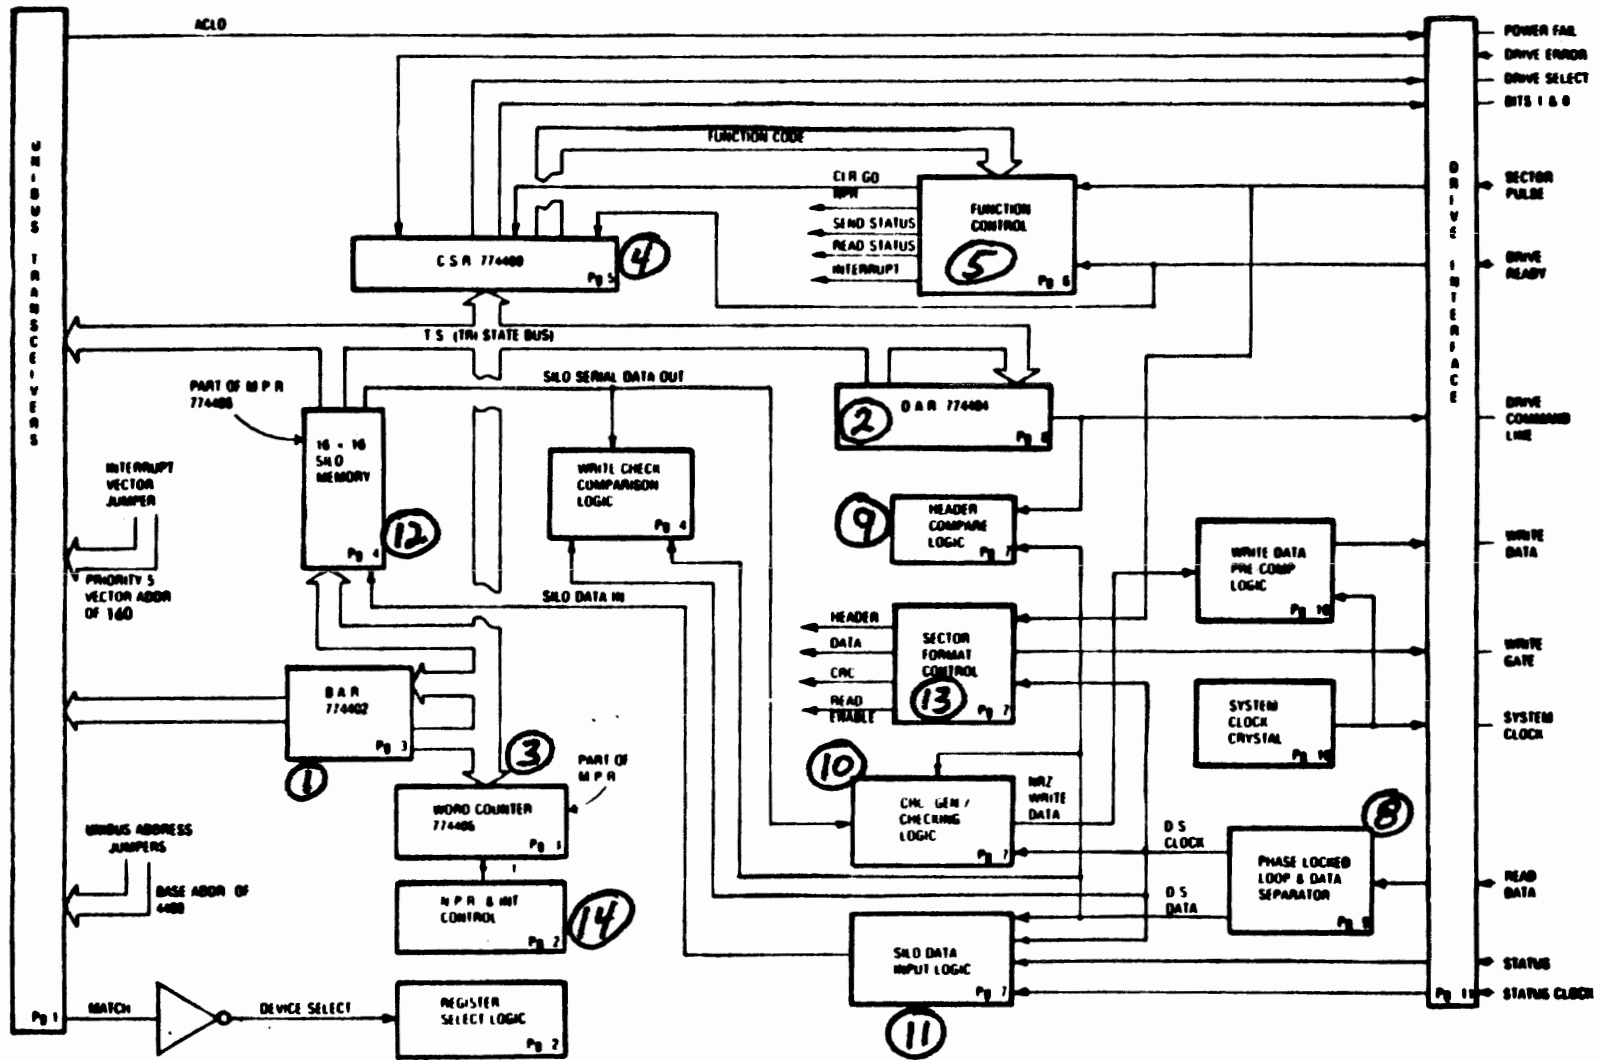 ACLO
POWER FAIL
DRIVE ERROR
DRIVE SELECT
BITS 1 & 0
UNIBUS TRANSCEIVERS
DRIVE INTERFACE
FUNCTION CODE
CLR GO
NPR
SEND STATUS
READ STATUS
INTERRUPT
FUNCTION
CONTROL
5
Pg 6
SECTOR
PULSE
DRIVE
READY
C S R 774400
Pg 5
4
T S (TRI STATE BUS)
PART OF M P R
774406
SILO SERIAL DATA OUT
D A R 774404
2
Pg 8
DRIVE
COMMAND
LINE
16 × 16
SILO
MEMORY
Pg 4
12
WRITE CHECK
COMPARISON
LOGIC
Pg 4
INTERRUPT
VECTOR
JUMPER
PRIORITY 5
VECTOR ADDR
OF 160
9
HEADER
COMPARE
LOGIC
Pg 7
WRITE DATA
PRE COMP
LOGIC
Pg 10
WRITE
DATA
SILO DATA IN
HEADER
DATA
CRC
READ
ENABLE
SECTOR
FORMAT
CONTROL
13
Pg 7
WRITE
GATE
B A R
774402
Pg 3
1
SYSTEM
CLOCK
CRYSTAL
Pg 10
SYSTEM
CLOCK
3
PART OF
M P R
WORD COUNTER
774406
Pg 3
10
CRC GEN /
CHECKING
LOGIC
Pg 7
NRZ
WRITE
DATA
D S
CLOCK
8
PHASE LOCKED
LOOP & DATA
SEPARATOR
Pg 9
READ
DATA
UNIBUS ADDRESS
JUMPERS
BASE ADDR OF
4400
N P R & INT
CONTROL
Pg 2
14
D S
DATA
SILO DATA
INPUT LOGIC
Pg 7
11
STATUS
STATUS CLOCK
Pg 11
Pg 1
MATCH
DEVICE SELECT
REGISTER
SELECT LOGIC
Pg 2